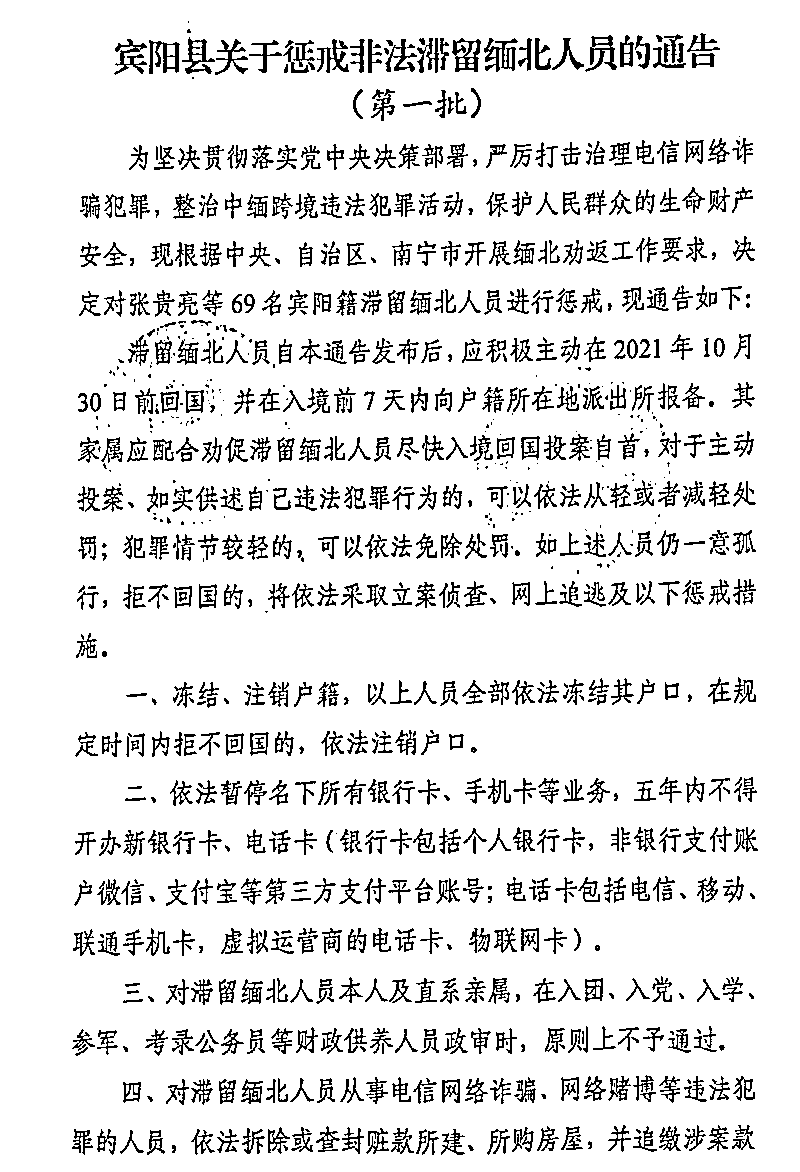 宾阳县关于惩戒非法滞留缅北人员的通告
（第一批）
为坚决贯彻落实党中央决策部署，严厉打击治理电信网络诈
骗犯罪，整治中缅跨境违法犯罪活动，保护人民群众的生命财产
安全，现根据中央、自治区、南宁市开展缅北劝返工作要求，决
定对张贵亮等 69 名宾阳籍滞留缅北人员进行惩戒，现通告如下：
滞留缅北人员自本通告发布后，应积极主动在 2021 年 10 月
30 日前回国，并在入境前 7 天内向户籍所在地派出所报备。其
家属应配合劝促滞留缅北人员尽快入境回国投案自首，对于主动
投案、如实供述自己违法犯罪行为的，可以依法从轻或者减轻处
罚；犯罪情节较轻的，可以依法免除处罚。如上述人员仍一意孤
行，拒不回国的，将依法采取立案侦查、网上追逃及以下惩戒措
施。
一、冻结、注销户籍，以上人员全部依法冻结其户口，在规
定时间内拒不回国的，依法注销户口。
二、依法暂停名下所有银行卡、手机卡等业务，五年内不得
开办新银行卡、电话卡（银行卡包括个人银行卡，非银行支付账
户微信、支付宝等第三方支付平台账号；电话卡包括电信、移动、
联通手机卡，虚拟运营商的电话卡、物联网卡）。
三、对滞留缅北人员本人及直系亲属，在入团、入党、入学、
参军、考录公务员等财政供养人员政审时，原则上不予通过。
四、对滞留缅北人员从事电信网络诈骗、网络赌博等违法犯
罪的人员，依法拆除或查封赃款所建、所购房屋，并追缴涉案款